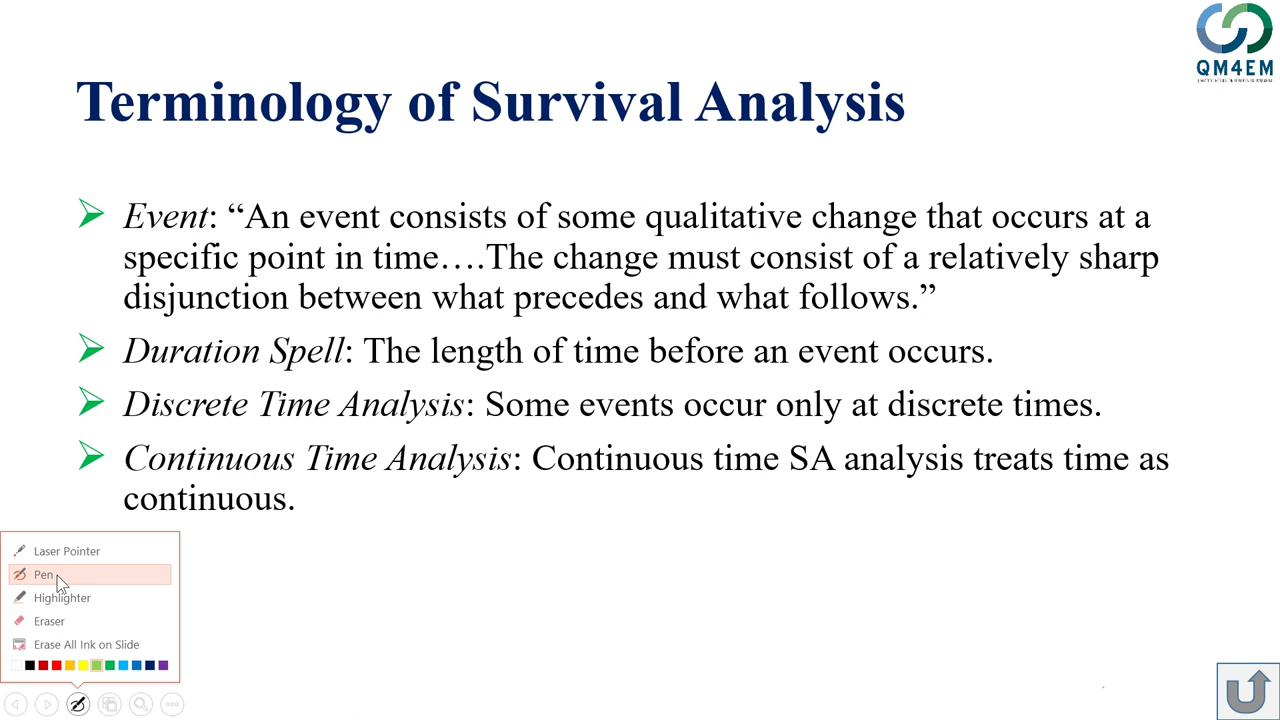 QM4EM
Terminology of Survival Analysis
Event: “An event consists of some qualitative change that occurs at a
specific point in time….The change must consist of a relatively sharp
disjunction between what precedes and what follows.”
Duration Spell: The length of time before an event occurs.
Discrete Time Analysis: Some events occur only at discrete times.
Continuous Time Analysis: Continuous time SA analysis treats time as
continuous.
Laser Pointer
Pen
Highlighter
Eraser
Erase All Ink on Slide